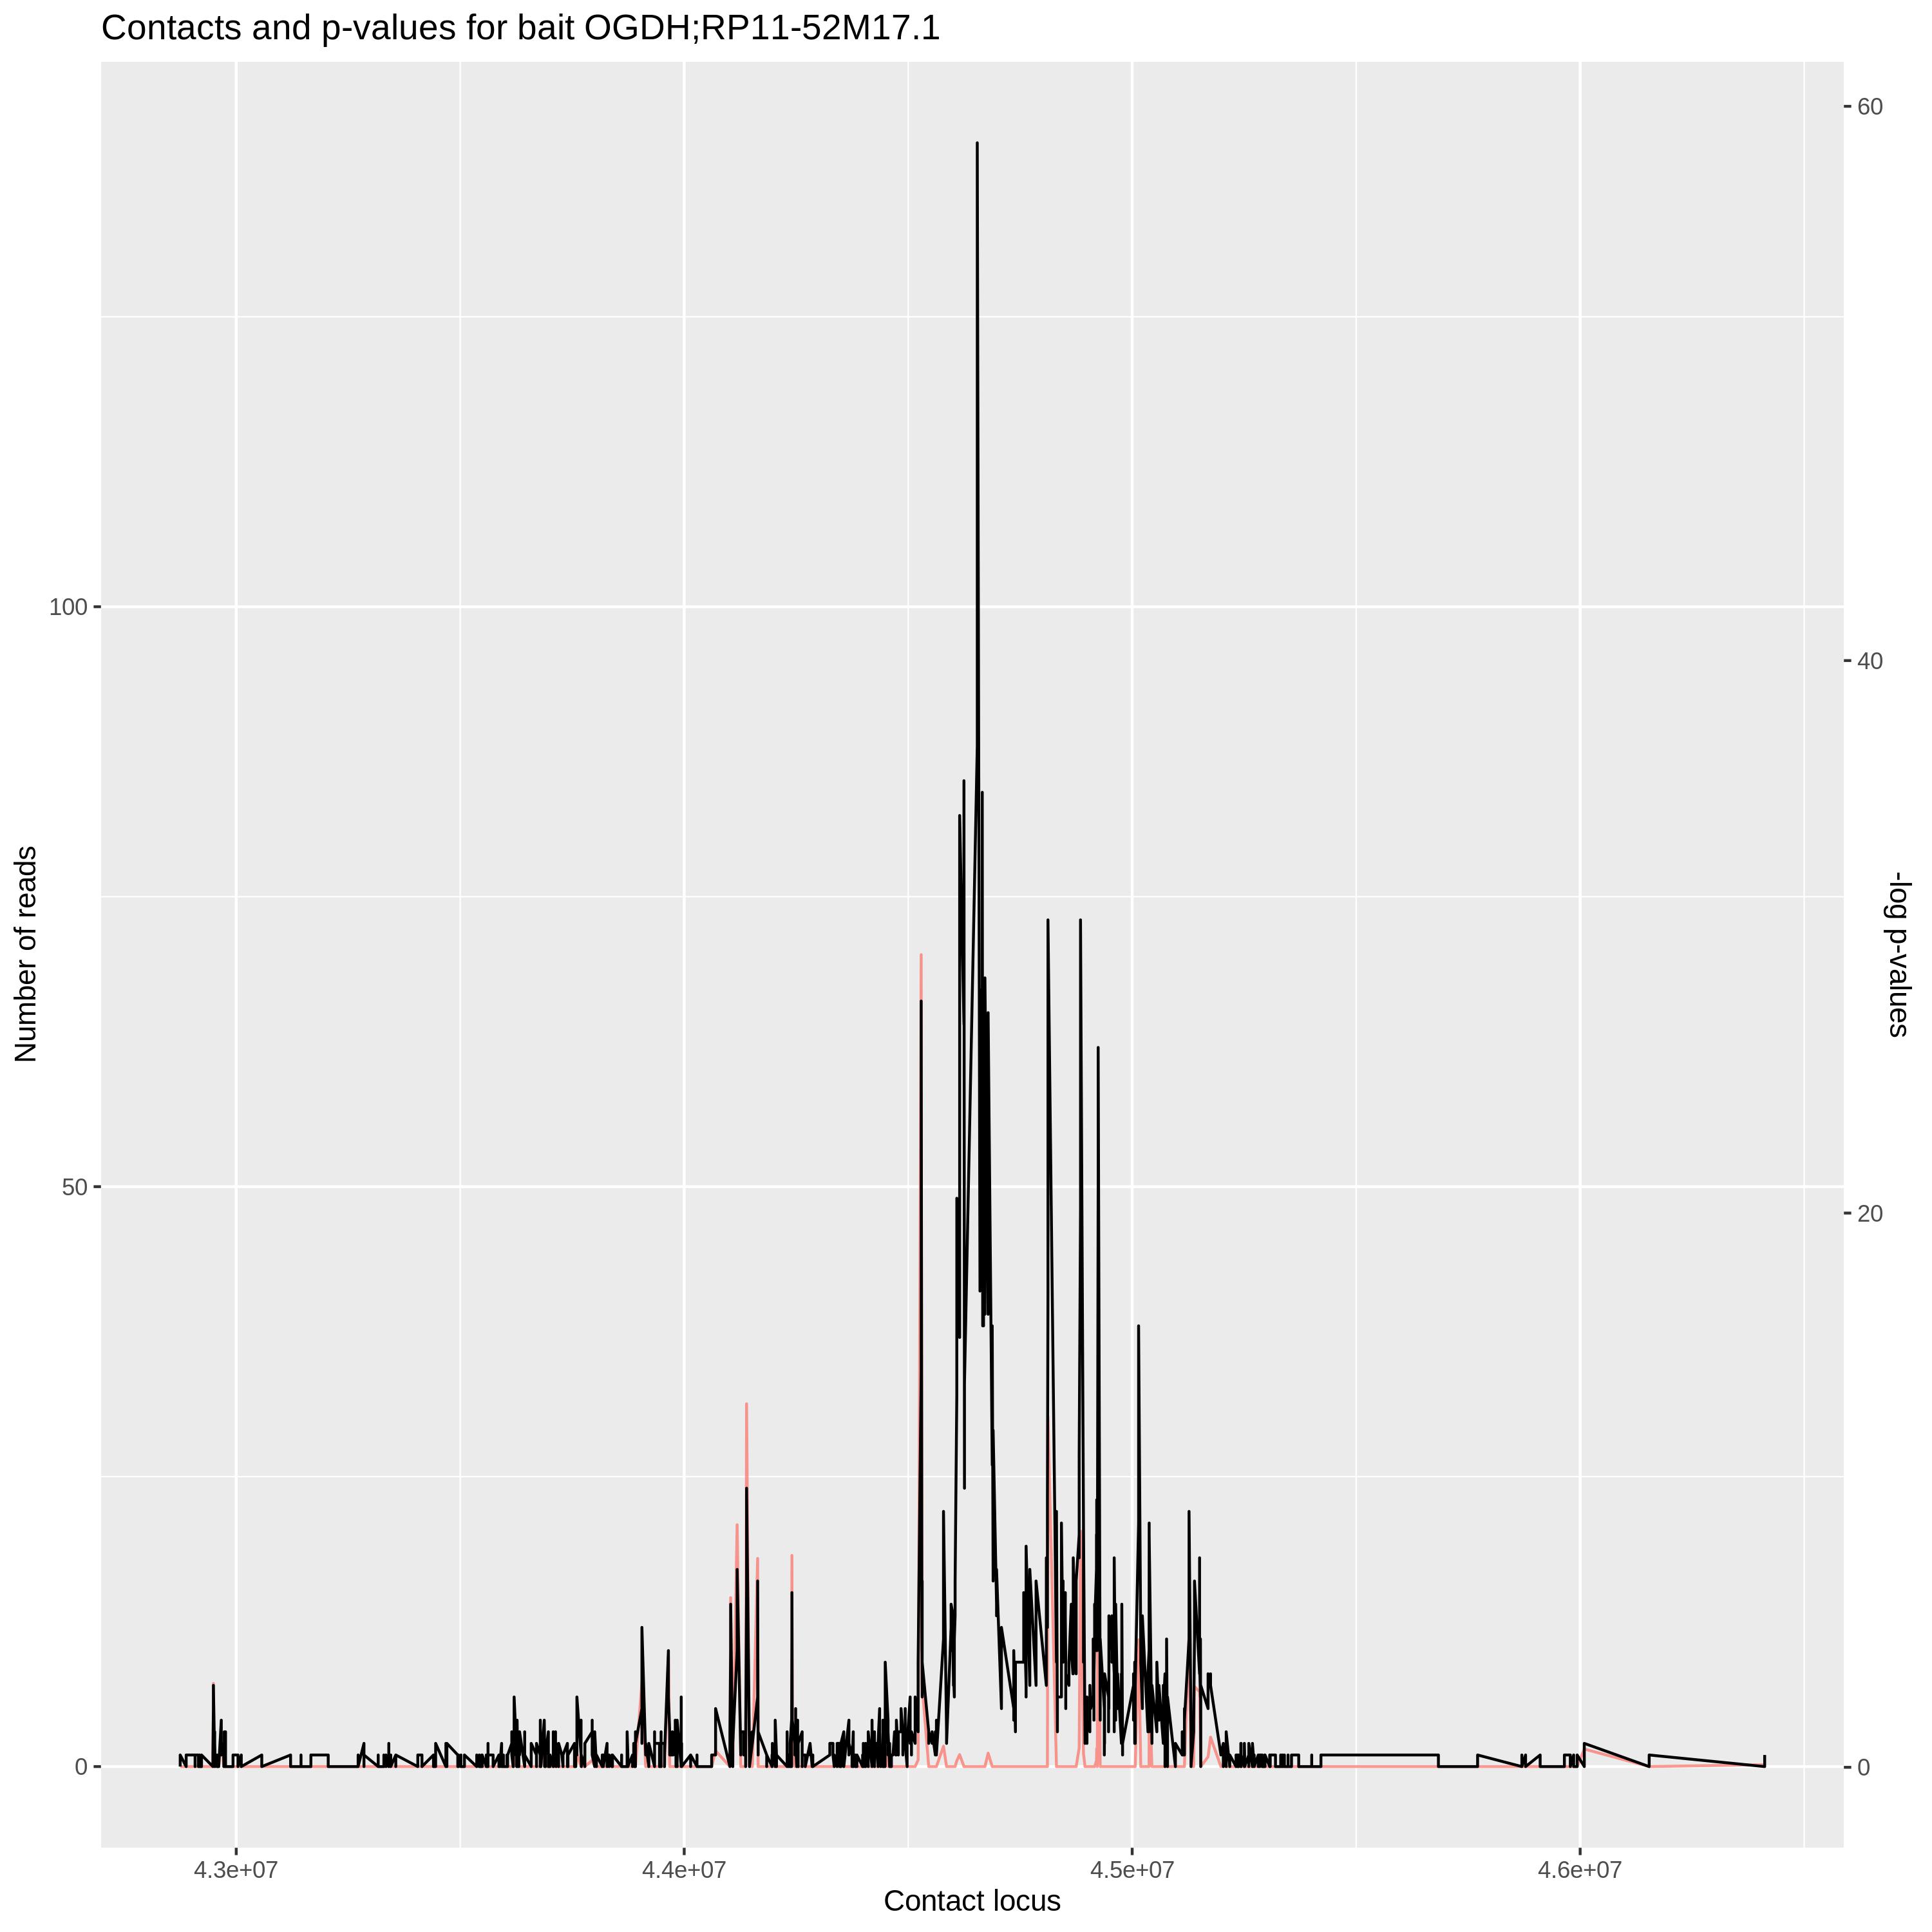 Contacts and p-values for bait OGDH;RP11-52M17.1
Number of reads
100
50
0
60
40
20
0
-log p-values
4.3e+07
4.4e+07
4.5e+07
4.6e+07
Contact locus